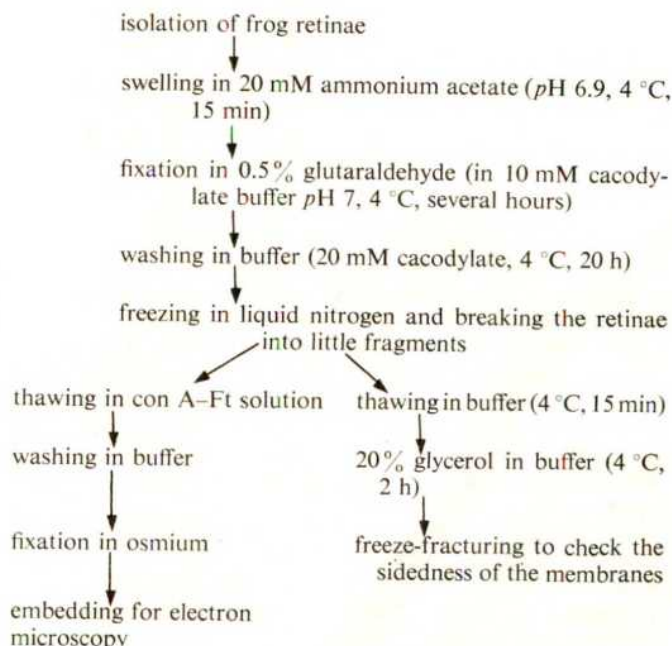 isolation of frog retinae
swelling in 20 mM ammonium acetate (pH 6.9, 4 °C,
15 min)
fixation in 0.5% glutaraldehyde (in 10 mM cacody-
late buffer pH 7, 4 °C, several hours)
washing in buffer (20 mM cacodylate, 4 °C, 20 h)
freezing in liquid nitrogen and breaking the retinae
into little fragments
thawing in con A–Ft solution
washing in buffer
fixation in osmium
embedding for electron
microscopy
thawing in buffer (4 °C, 15 min)
20% glycerol in buffer (4 °C,
2 h)
freeze-fracturing to check the
sidedness of the membranes